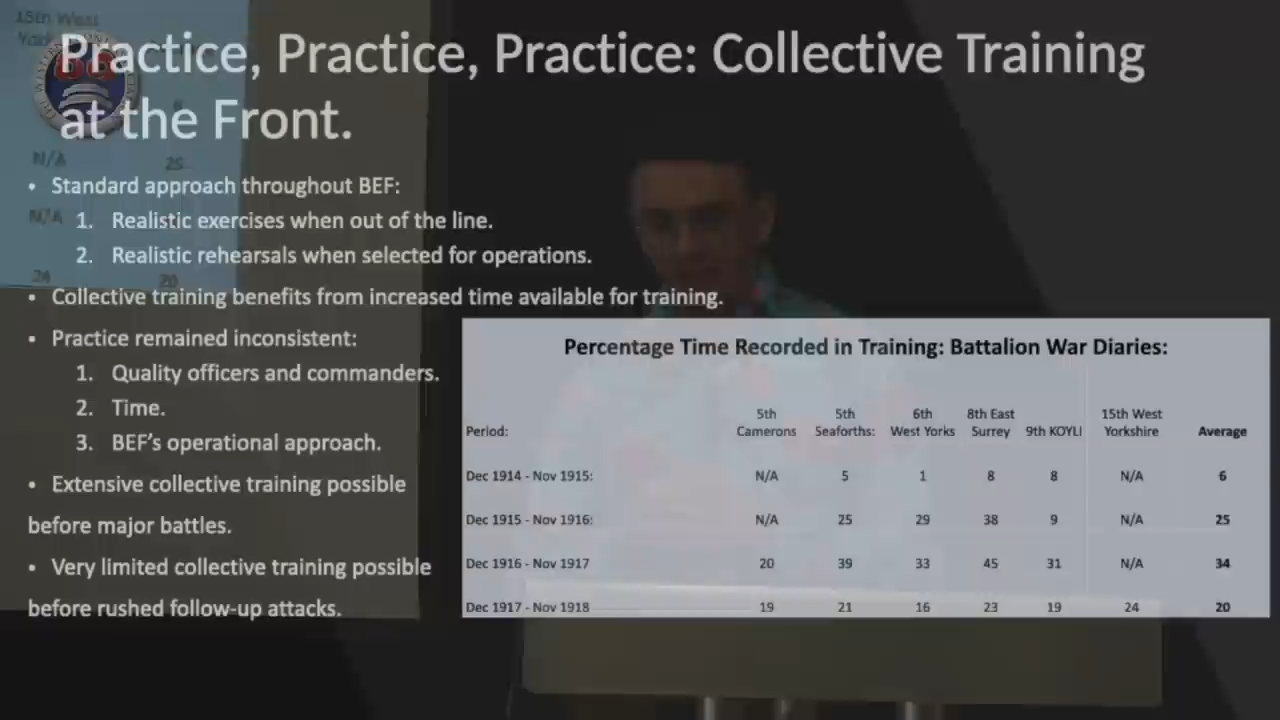 Practice, Practice, Practice: Collective Training
at the Front.
• Standard approach throughout BEF:
1. Realistic exercises when out of the line.
2. Realistic rehearsals when selected for operations.
• Collective training benefits from increased time available for training.
• Practice remained inconsistent:
1. Quality officers and commanders.
2. Time.
3. BEF's operational approach.
• Extensive collective training possible
before major battles.
• Very limited collective training possible
before rushed follow-up attacks.
Percentage Time Recorded in Training: Battalion War Diaries:
Period: 5th Camerons 5th Seaforths: 6th West Yorks 8th East Surrey 9th KOYLI 15th West Yorkshire Average
Dec 1914 - Nov 1915: N/A 5 1 8 8 N/A 6
Dec 1915 - Nov 1916: N/A 25 29 38 9 N/A 25
Dec 1916 - Nov 1917 20 39 33 45 31 N/A 34
Dec 1917 - Nov 1918 19 21 16 23 19 24 20
15th West
N/A 25
N/A
24 20